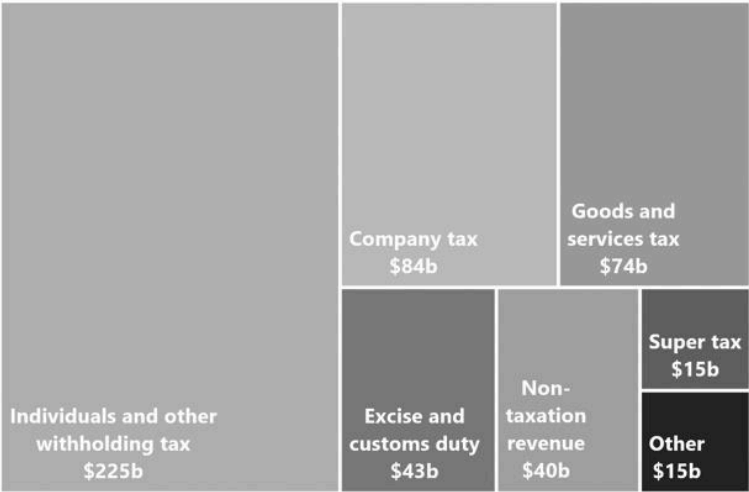 Individuals and other
withholding tax
$225b
Company tax
$84b
Goods and
services tax
$74b
Excise and
customs duty
$43b
Non-
taxation
revenue
$40b
Super tax
$15b
Other
$15b